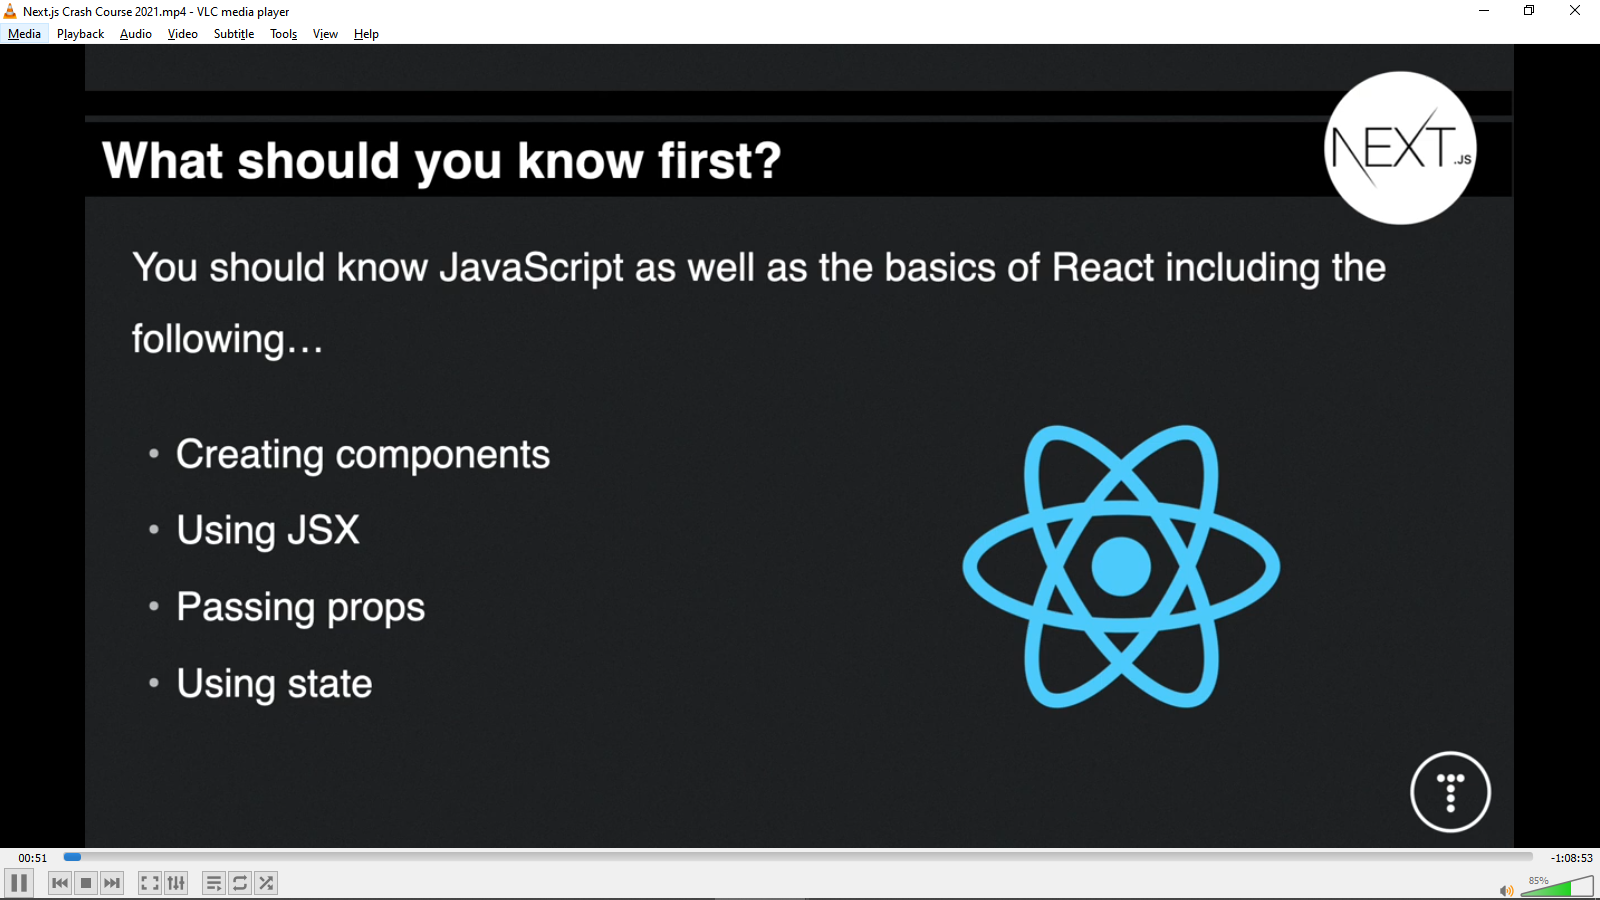 Next.js Crash Course 2021.mp4 - VLC media player
Media Playback Audio Video Subtitle Tools View Help
NEXT.JS
What should you know first?
You should know JavaScript as well as the basics of React including the
following…
• Creating components
• Using JSX
• Passing props
• Using state
T
00:51
-1:08:53
85%